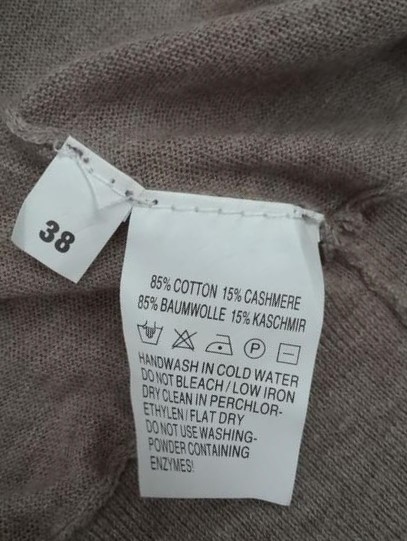 38
85% COTTON 15% CASHMERE
85% BAUMWOLLE 15% KASCHMIR
P
HANDWASH IN COLD WATER
DO NOT BLEACH / LOW IRON
DRY CLEAN IN PERCHLOR-
ETHYLEN / FLAT DRY
DO NOT USE WASHING-
POWDER CONTAINING
ENZYMES!